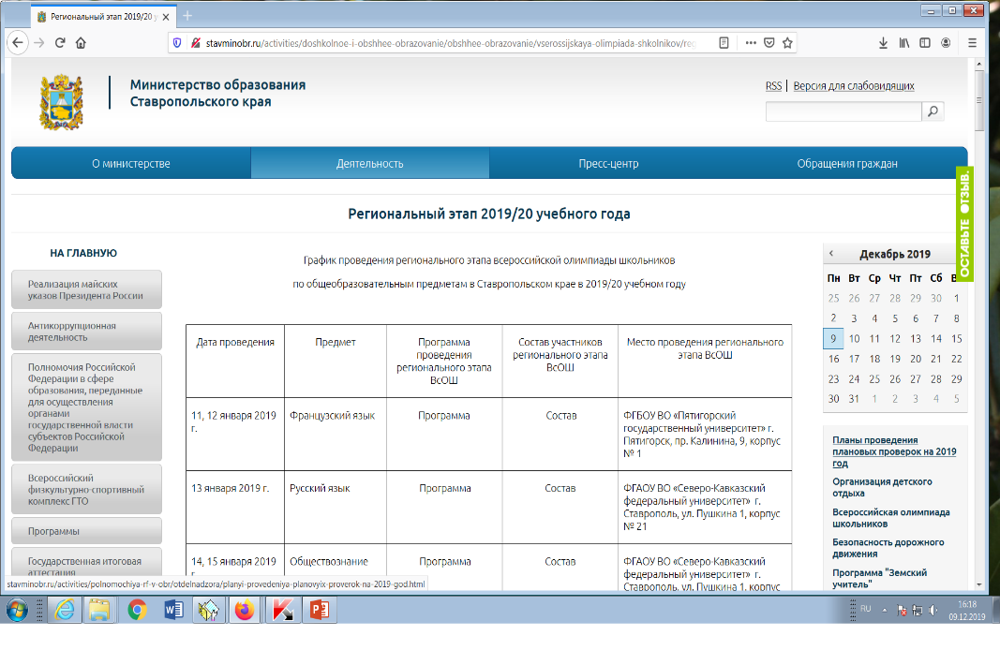 Региональный этап 2019/20 у
stavminobr.ru/activities/doshkolnoe-i-obshhee-obrazovanie/obshhee-obrazovanie/vserossijskaya-olimpiada-shkolnikov/reg
Министерство образования
Ставропольского края
RSS | Версия для слабовидящих
О министерстве Деятельность Пресс-центр Обращения граждан
ОСТАВЬТЕ ОТЗЫВ.
Региональный этап 2019/20 учебного года
НА ГЛАВНУЮ
Реализация майских
указов Президента России
Антикоррупционная
деятельность
Полномочия Российской
Федерации в сфере
образования, переданные
для осуществления
органами
государственной власти
субъектов Российской
Федерации
Всероссийский
физкультурно-спортивный
комплекс ГТО
Программы
Государственная итоговая
аттестация
График проведения регионального этапа всероссийской олимпиады школьников
по общеобразовательным предметам в Ставропольском крае в 2019/20 учебном году
Дата проведения
Предмет
Программа
проведения
регионального этапа
ВсОШ
Состав участников
регионального этапа
ВсОШ
Место проведения регионального
этапа ВсОШ
11, 12 января 2019
г.
Французский язык
Программа
Состав
ФГБОУ ВО «Пятигорский
государственный университет» г.
Пятигорск, пр. Калинина, 9, корпус
№ 1
13 января 2019 г.
Русский язык
Программа
Состав
ФГАОУ ВО «Северо-Кавказский
федеральный университет» г.
Ставрополь, ул. Пушкина 1, корпус
№ 21
14, 15 января 2019
г.
Обществознание
Программа
Состав
ФГАОУ ВО «Северо-Кавказский
федеральный университет» г.
Ставрополь, ул. Пушкина 1, корпус
‹ Декабрь 2019
Пн Вт Ср Чт Пт Сб В
25 26 27 28 29 30 1
2 3 4 5 6 7 8
9 10 11 12 13 14 15
16 17 18 19 20 21 22
23 24 25 26 27 28 29
30 31 1 2 3 4 5
Планы проведения
плановых проверок на 2019
год
Организация детского
отдыха
Всероссийская олимпиада
школьников
Безопасность дорожного
движения
Программа "Земский
учитель"
stavminobr.ru/activities/polnomochiya-rf-v-obr/otdelnadzora/planyi-provedeniya-planovyix-proverok-na-2019-god.html
RU
16:18
09.12.2019